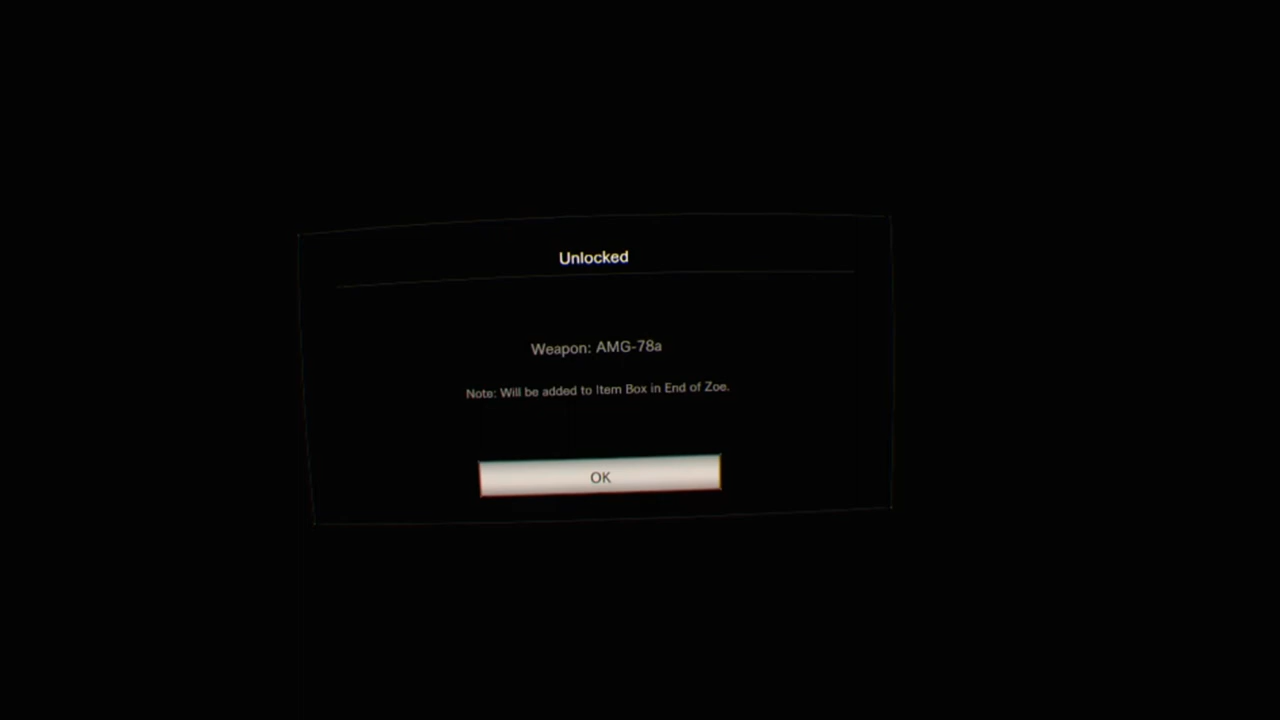 Unlocked
Weapon: AMG-78a
Note: Will be added to Item Box in End of Zoe.
OK